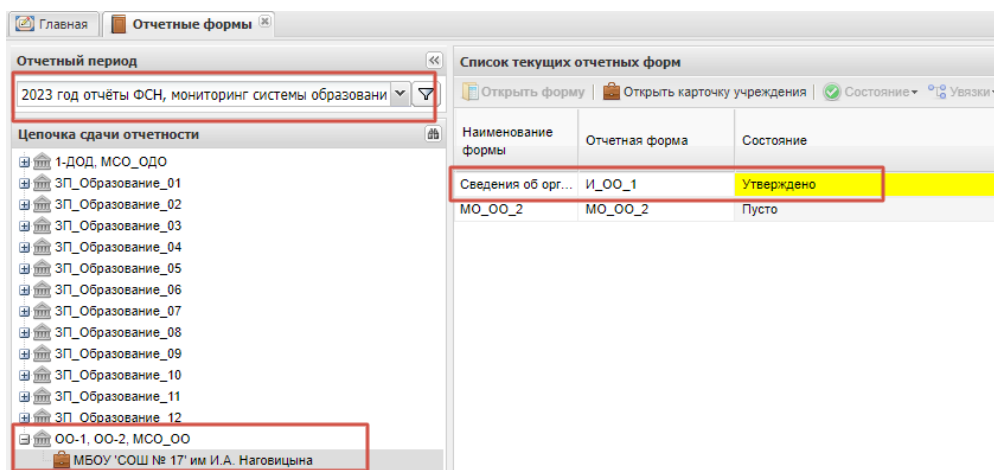 Главная
Отчетные формы
Отчетный период
2023 год отчёты ФСН, мониторинг системы образовани
Цепочка сдачи отчетности
1-ДОД, МСО_ОДО
ЗП_Образование_01
ЗП_Образование_02
ЗП_Образование_03
ЗП_Образование_04
ЗП_Образование_05
ЗП_Образование_06
ЗП_Образование_07
ЗП_Образование_08
ЗП_Образование_09
ЗП_Образование_10
ЗП_Образование_11
ЗП_Образование_12
ОО-1, ОО-2, МСО_ОО
МБОУ 'СОШ № 17' им И.А. Наговицына
Список текущих отчетных форм
Открыть форму Открыть карточку учреждения Состояние Увязки
Наименование формы
Отчетная форма
Состояние
Сведения об орг... И_ОО_1 Утверждено
МО_ОО_2 МО_ОО_2 Пусто